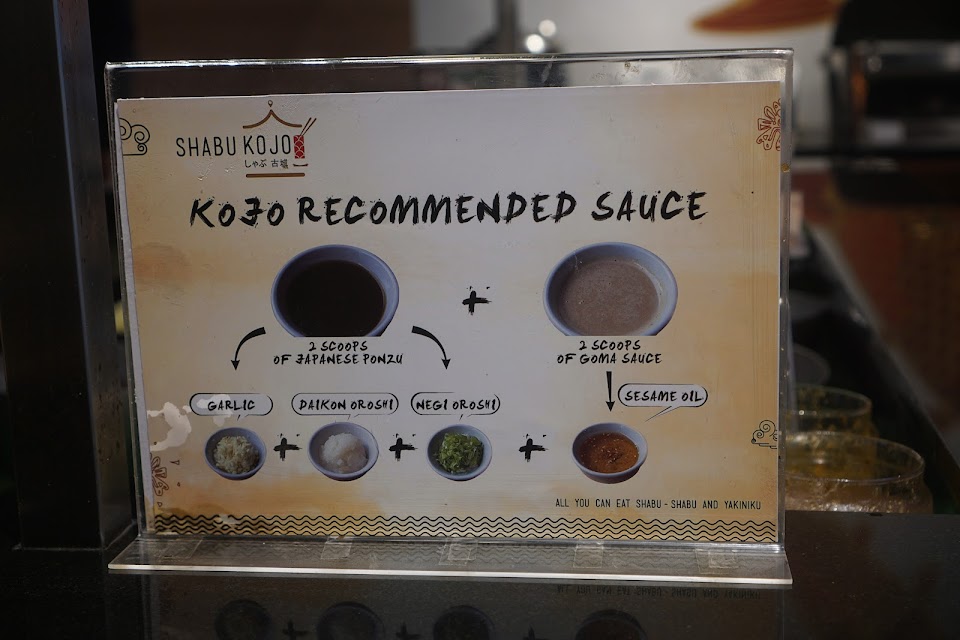 SHABU KOJO
しゃぶ 古城
KOJO RECOMMENDED SAUCE
+
2 SCOOPS
OF JAPANESE PONZU
2 SCOOPS
OF GOMA SAUCE
GARLIC
DAIKON OROSHI
NEGI OROSHI
SESAME OIL
+ + +
ALL YOU CAN EAT SHABU - SHABU AND YAKINIKU